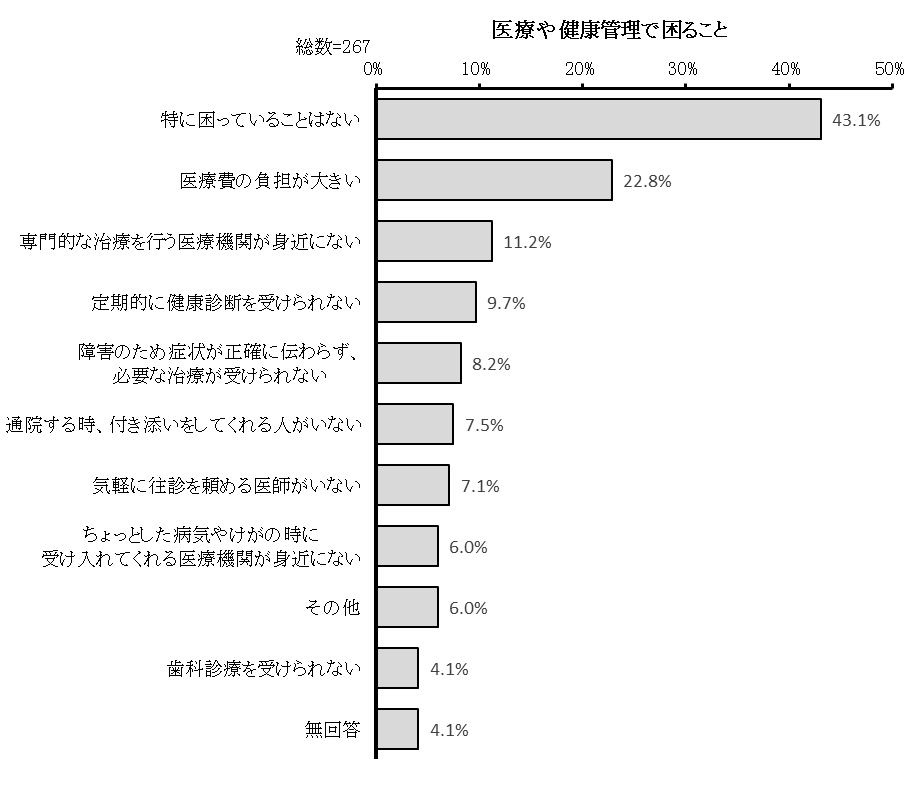 医療や健康管理で困ること
総数=267
0% 10% 20% 30% 40% 50%
特に困っていることはない 43.1%
医療費の負担が大きい 22.8%
専門的な治療を行う医療機関が身近にない 11.2%
定期的に健康診断を受けられない 9.7%
障害のため症状が正確に伝わらず、
必要な治療が受けられない 8.2%
通院する時、付き添いをしてくれる人がいない 7.5%
気軽に往診を頼める医師がいない 7.1%
ちょっとした病気やけがの時に
受け入れてくれる医療機関が身近にない 6.0%
その他 6.0%
歯科診療を受けられない 4.1%
無回答 4.1%